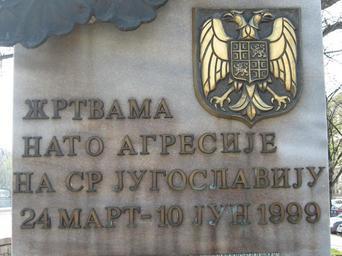 ЖРТВАМА
НАТО АГРЕСИЈЕ
НА СР ЈУГОСЛАВИЈУ
24 МАРТ-10 ЈУН 1999